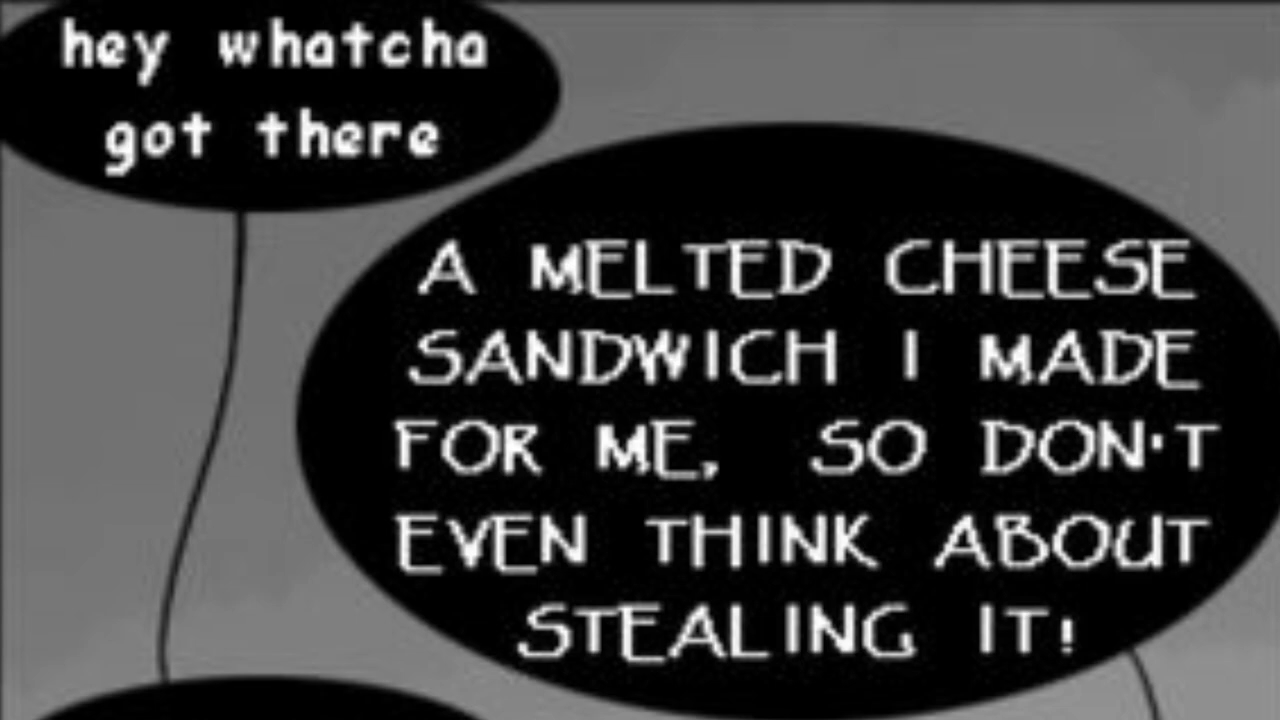 hey whatcha
got there
A MELTED CHEESE
SANDWICH I MADE
FOR ME, SO DON'T
EVEN THINK ABOUT
STEALING IT!